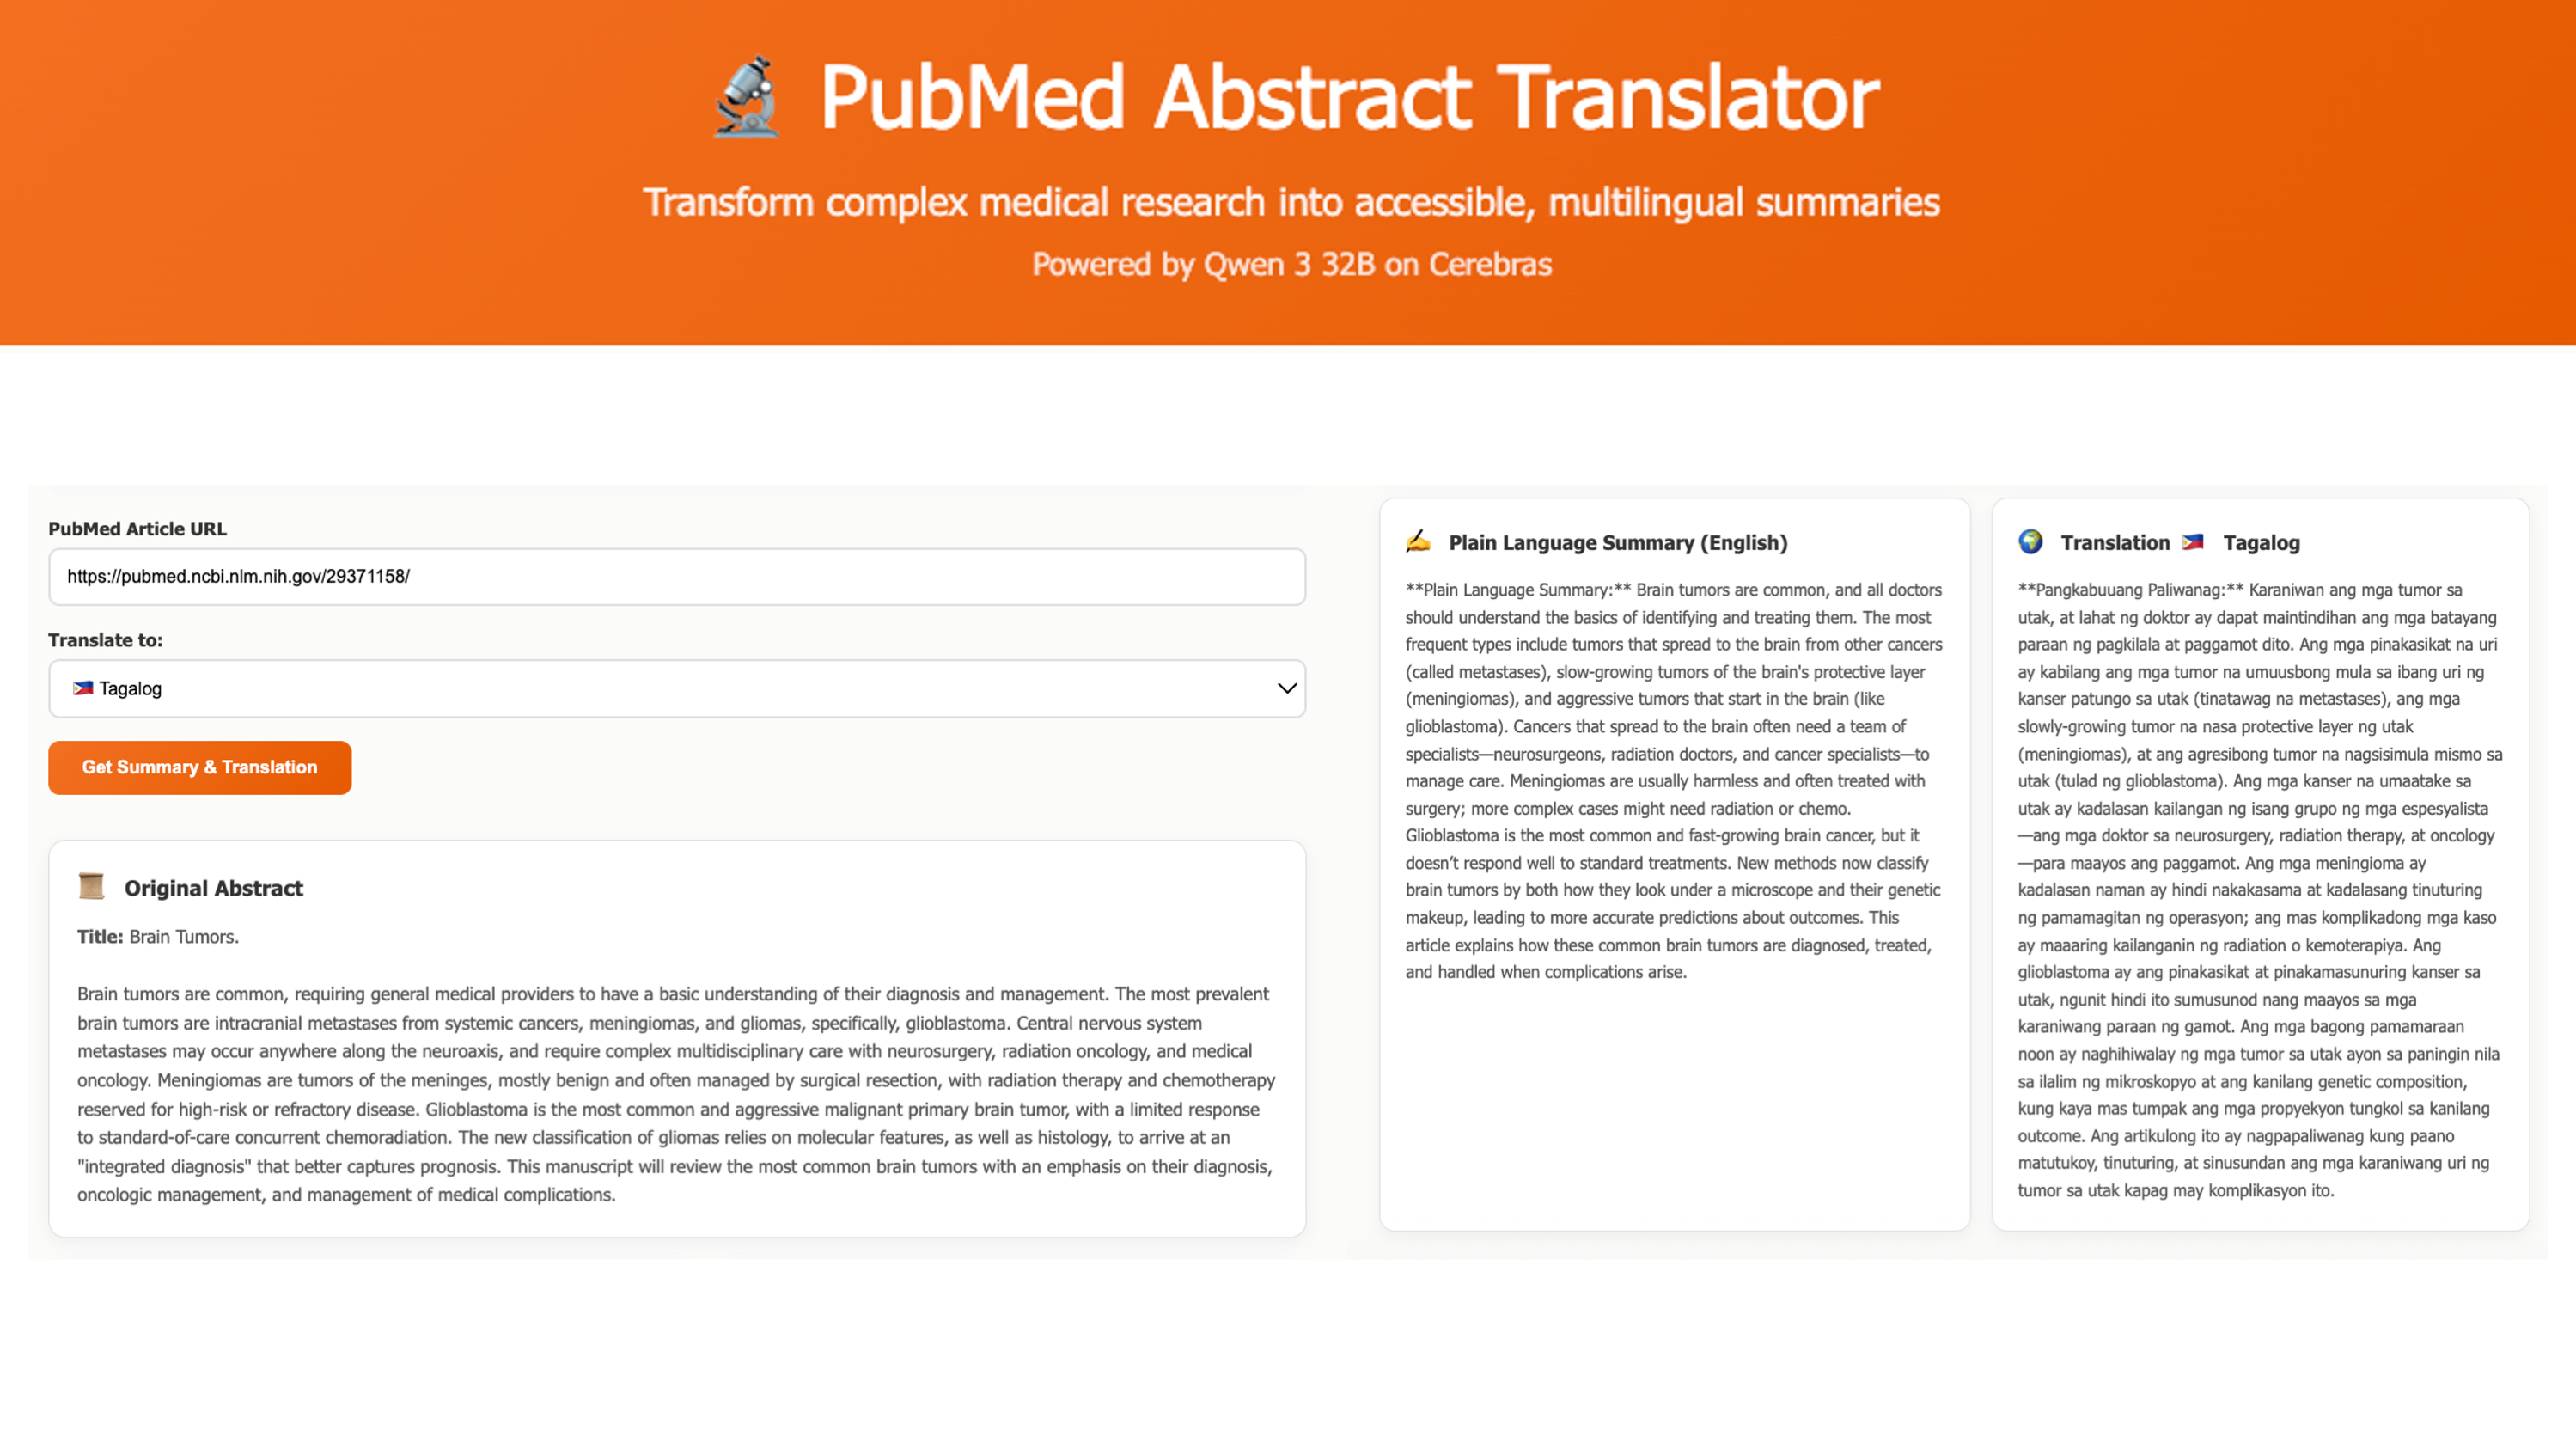 PubMed Abstract Translator
Transform complex medical research into accessible, multilingual summaries
Powered by Qwen 3 32B on Cerebras
PubMed Article URL
https://pubmed.ncbi.nlm.nih.gov/29371158/
Translate to:
🇵🇭 Tagalog
Get Summary & Translation
Original Abstract
Title: Brain Tumors.
Brain tumors are common, requiring general medical providers to have a basic understanding of their diagnosis and management. The most prevalent
brain tumors are intracranial metastases from systemic cancers, meningiomas, and gliomas, specifically, glioblastoma. Central nervous system
metastases may occur anywhere along the neuroaxis, and require complex multidisciplinary care with neurosurgery, radiation oncology, and medical
oncology. Meningiomas are tumors of the meninges, mostly benign and often managed by surgical resection, with radiation therapy and chemotherapy
reserved for high-risk or refractory disease. Glioblastoma is the most common and aggressive malignant primary brain tumor, with a limited response
to standard-of-care concurrent chemoradiation. The new classification of gliomas relies on molecular features, as well as histology, to arrive at an
"integrated diagnosis" that better captures prognosis. This manuscript will review the most common brain tumors with an emphasis on their diagnosis,
oncologic management, and management of medical complications.
Plain Language Summary (English)
**Plain Language Summary:** Brain tumors are common, and all doctors
should understand the basics of identifying and treating them. The most
frequent types include tumors that spread to the brain from other cancers
(called metastases), slow-growing tumors of the brain's protective layer
(meningiomas), and aggressive tumors that start in the brain (like
glioblastoma). Cancers that spread to the brain often need a team of
specialists—neurosurgeons, radiation doctors, and cancer specialists—to
manage care. Meningiomas are usually harmless and often treated with
surgery; more complex cases might need radiation or chemo.
Glioblastoma is the most common and fast-growing brain cancer, but it
doesn’t respond well to standard treatments. New methods now classify
brain tumors by both how they look under a microscope and their genetic
makeup, leading to more accurate predictions about outcomes. This
article explains how these common brain tumors are diagnosed, treated,
and handled when complications arise.
Translation 🇵🇭 Tagalog
**Pangkabuuang Paliwanag:** Karaniwan ang mga tumor sa
utak, at lahat ng doktor ay dapat maintindihan ang mga batayang
paraan ng pagkilala at paggamot dito. Ang mga pinakasikat na uri
ay kabilang ang mga tumor na umuusbong mula sa ibang uri ng
kanser patungo sa utak (tinatawag na metastases), ang mga
slowly-growing tumor na nasa protective layer ng utak
(meningiomas), at ang agresibong tumor na nagsisimula mismo sa
utak (tulad ng glioblastoma). Ang mga kanser na umaatake sa
utak ay kadalasan kailangan ng isang grupo ng mga espesyalista
—ang mga doktor sa neurosurgery, radiation therapy, at oncology
—para maayos ang paggamot. Ang mga meningioma ay
kadalasan naman ay hindi nakakasama at kadalasang tinuturing
ng pamamagitan ng operasyon; ang mas komplikadong mga kaso
ay maaaring kailanganin ng radiation o kemoterapiya. Ang
glioblastoma ay ang pinakasikat at pinakamasunuring kanser sa
utak, ngunit hindi ito sumusunod nang maayos sa mga
karaniwang paraan ng gamot. Ang mga bagong pamamaraan
noon ay naghihiwalay ng mga tumor sa utak ayon sa paningin nila
sa ilalim ng mikroskopyo at ang kanilang genetic composition,
kung kaya mas tumpak ang mga propyekyon tungkol sa kanilang
outcome. Ang artikulong ito ay nagpapaliwanag kung paano
matutukoy, tinuturing, at sinusundan ang mga karaniwang uri ng
tumor sa utak kapag may komplikasyon ito.